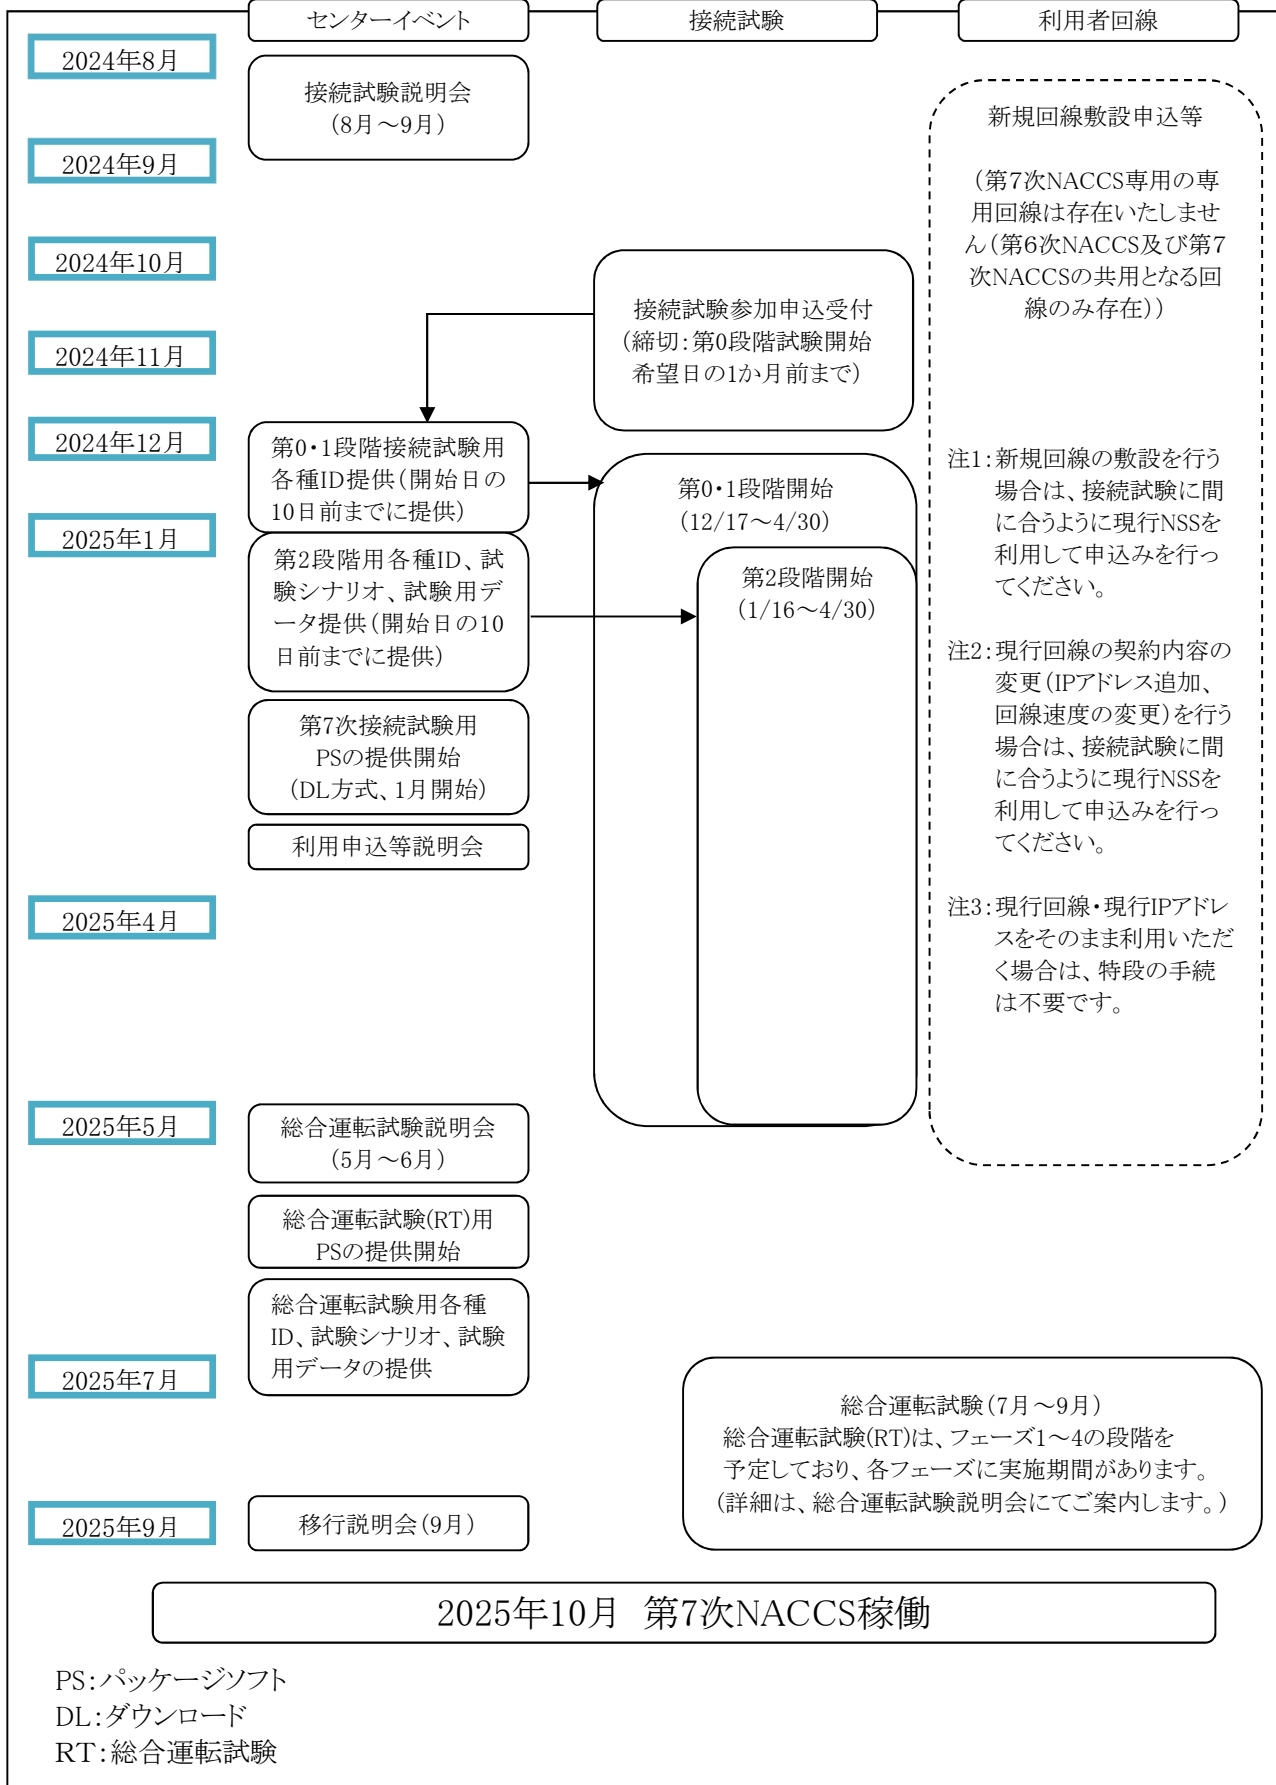 センターイベント
接続試験
利用者回線
2024年8月
接続試験説明会
(8月～9月)
2024年9月
2024年10月
2024年11月
接続試験参加申込受付
(締切:第0段階試験開始
希望日の1か月前まで)
新規回線敷設申込等
(第7次NACCS専用の専
用回線は存在いたしませ
ん(第6次NACCS及び第7
次NACCSの共用となる回
線のみ存在))
2024年12月
第0・1段階接続試験用
各種ID提供(開始日の
10日前までに提供)
第0・1段階開始
(12/17～4/30)
2025年1月
第2段階用各種ID、試
験シナリオ、試験用デ
ータ提供(開始日の10
日前までに提供)
第2段階開始
(1/16～4/30)
第7次接続試験用
PSの提供開始
(DL方式、1月開始)
利用申込等説明会
注1:新規回線の敷設を行う
場合は、接続試験に間
に合うように現行NSSを
利用して申込みを行っ
てください。
注2:現行回線の契約内容の
変更(IPアドレス追加、
回線速度の変更)を行う
場合は、接続試験に間
に合うように現行NSSを
利用して申込みを行っ
てください。
注3:現行回線・現行IPアドレ
スをそのまま利用いただ
く場合は、特段の手続
は不要です。
2025年4月
2025年5月
総合運転試験説明会
(5月～6月)
総合運転試験(RT)用
PSの提供開始
総合運転試験用各種
ID、試験シナリオ、試験
用データの提供
2025年7月
総合運転試験(7月～9月)
総合運転試験(RT)は、フェーズ1～4の段階を
予定しており、各フェーズに実施期間があります。
(詳細は、総合運転試験説明会にてご案内します。)
2025年9月
移行説明会(9月)
2025年10月 第7次NACCS稼働
PS:パッケージソフト
DL:ダウンロード
RT:総合運転試験